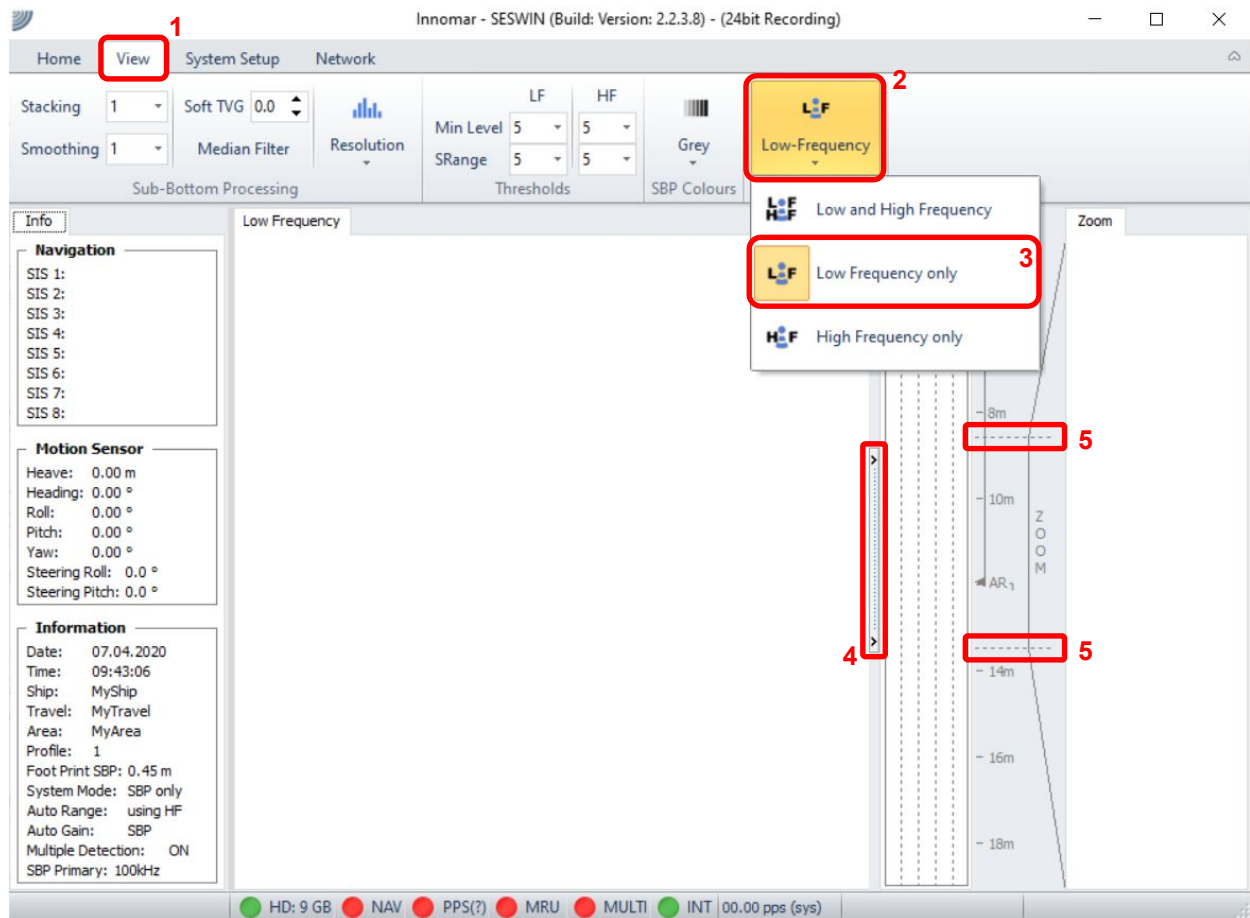 Innomar - SESWIN (Build: Version: 2.2.3.8) - (24bit Recording)
1
Home View System Setup Network
2
Stacking 1 Soft TVG 0.0
Smoothing 1 Median Filter
Resolution
Sub-Bottom Processing
LF HF
Min Level 5 5
SRange 5 5
Thresholds
Grey
SBP Colours
LF
Low-Frequency
LF HF Low and High Frequency
LF Low Frequency only
3
HF High Frequency only
Info
Navigation
SIS 1:
SIS 2:
SIS 3:
SIS 4:
SIS 5:
SIS 6:
SIS 7:
SIS 8:
Motion Sensor
Heave: 0.00 m
Heading: 0.00 °
Roll: 0.00 °
Pitch: 0.00 °
Yaw: 0.00 °
Steering Roll: 0.0 °
Steering Pitch: 0.0 °
Information
Date: 07.04.2020
Time: 09:43:06
Ship: MyShip
Travel: MyTravel
Area: MyArea
Profile: 1
Foot Print SBP: 0.45 m
System Mode: SBP only
Auto Range: using HF
Auto Gain: SBP
Multiple Detection: ON
SBP Primary: 100kHz
Low Frequency
4
8m
10m
AR1
14m
16m
18m
5
5
ZOOM
Zoom
HD: 9 GB NAV PPS(?) MRU MULTI INT 00.00 pps (sys)